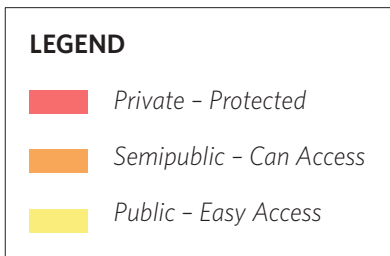 LEGEND
Private – Protected
Semipublic – Can Access
Public – Easy Access